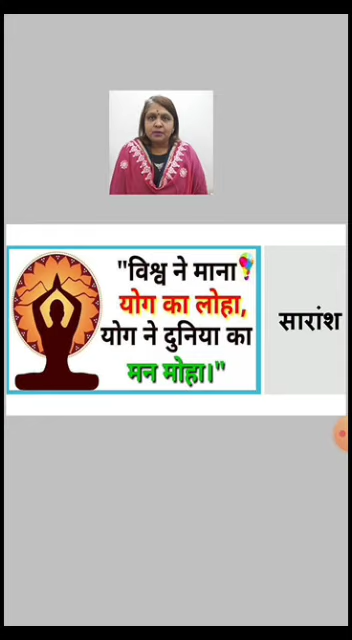 "विश्व ने माना
योग का लोहा,
योग ने दुनिया का
मन मोहा।"
सारांश